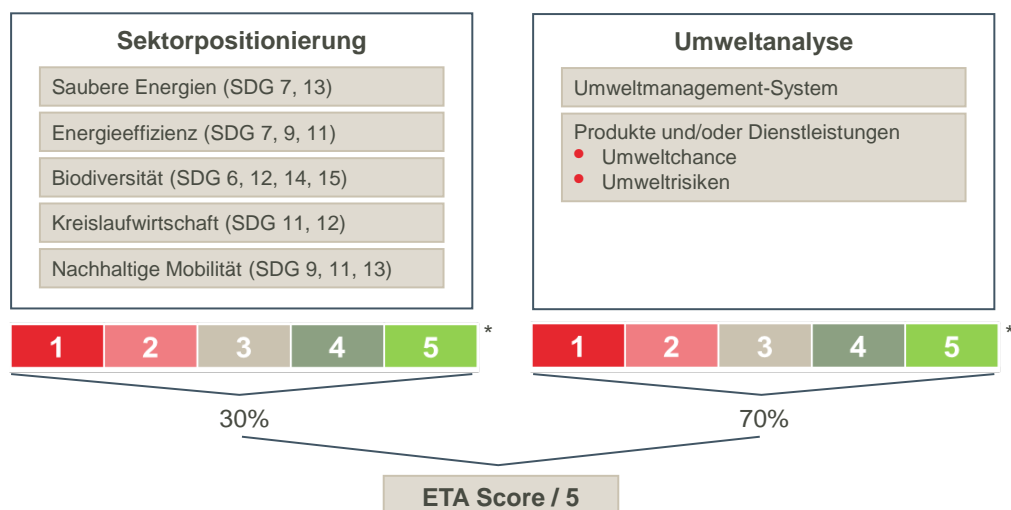 Sektorpositionierung
Saubere Energien (SDG 7, 13)
Energieeffizienz (SDG 7, 9, 11)
Biodiversität (SDG 6, 12, 14, 15)
Kreislaufwirtschaft (SDG 11, 12)
Nachhaltige Mobilität (SDG 9, 11, 13)
1 2 3 4 5 *
30%
Umweltanalyse
Umweltmanagement-System
Produkte und/oder Dienstleistungen
• Umweltchance
• Umweltrisiken
1 2 3 4 5 *
70%
ETA Score / 5